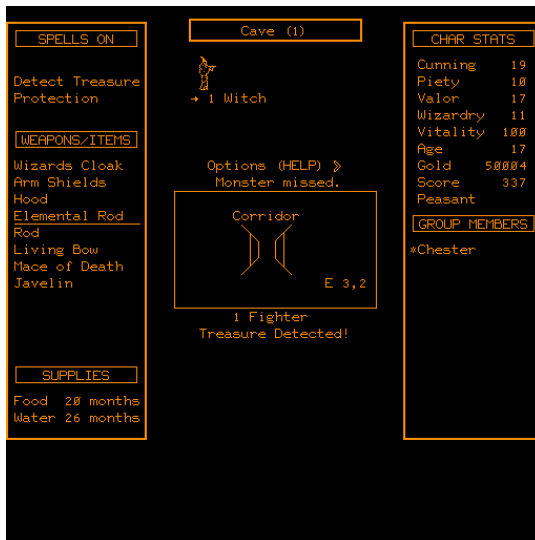 SPELLS ON
Detect Treasure
Protection
WEAPONS/ITEMS
Wizards Cloak
Arm Shields
Hood
Elemental Rod
Rod
Living Bow
Mace of Death
Javelin
SUPPLIES
Food 20 months
Water 26 months
Cave (1)
→ 1 Witch
Options (HELP) ⟫
Monster missed.
Corridor
E 3,2
1 Fighter
Treasure Detected!
CHAR STATS
Cunning 19
Piety 10
Valor 17
Wizardry 11
Vitality 100
Age 17
Gold 50004
Score 337
Peasant
GROUP MEMBERS
*Chester